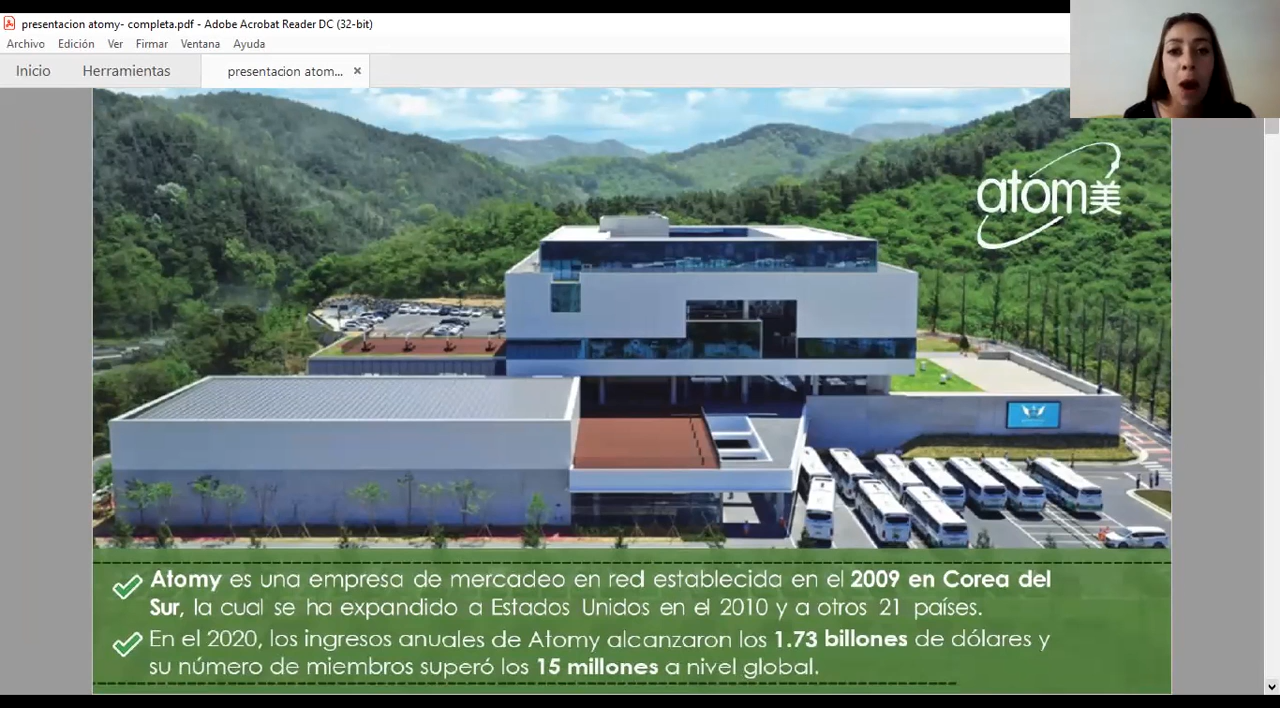 presentacion atomy- completa.pdf - Adobe Acrobat Reader DC (32-bit)
Archivo Edición Ver Firmar Ventana Ayuda
Inicio Herramientas presentacion atom... ×
atom美
Atomy es una empresa de mercadeo en red establecida en el 2009 en Corea del
Sur, la cual se ha expandido a Estados Unidos en el 2010 y a otros 21 países.
En el 2020, los ingresos anuales de Atomy alcanzaron los 1.73 billones de dólares y
su número de miembros superó los 15 millones a nivel global.